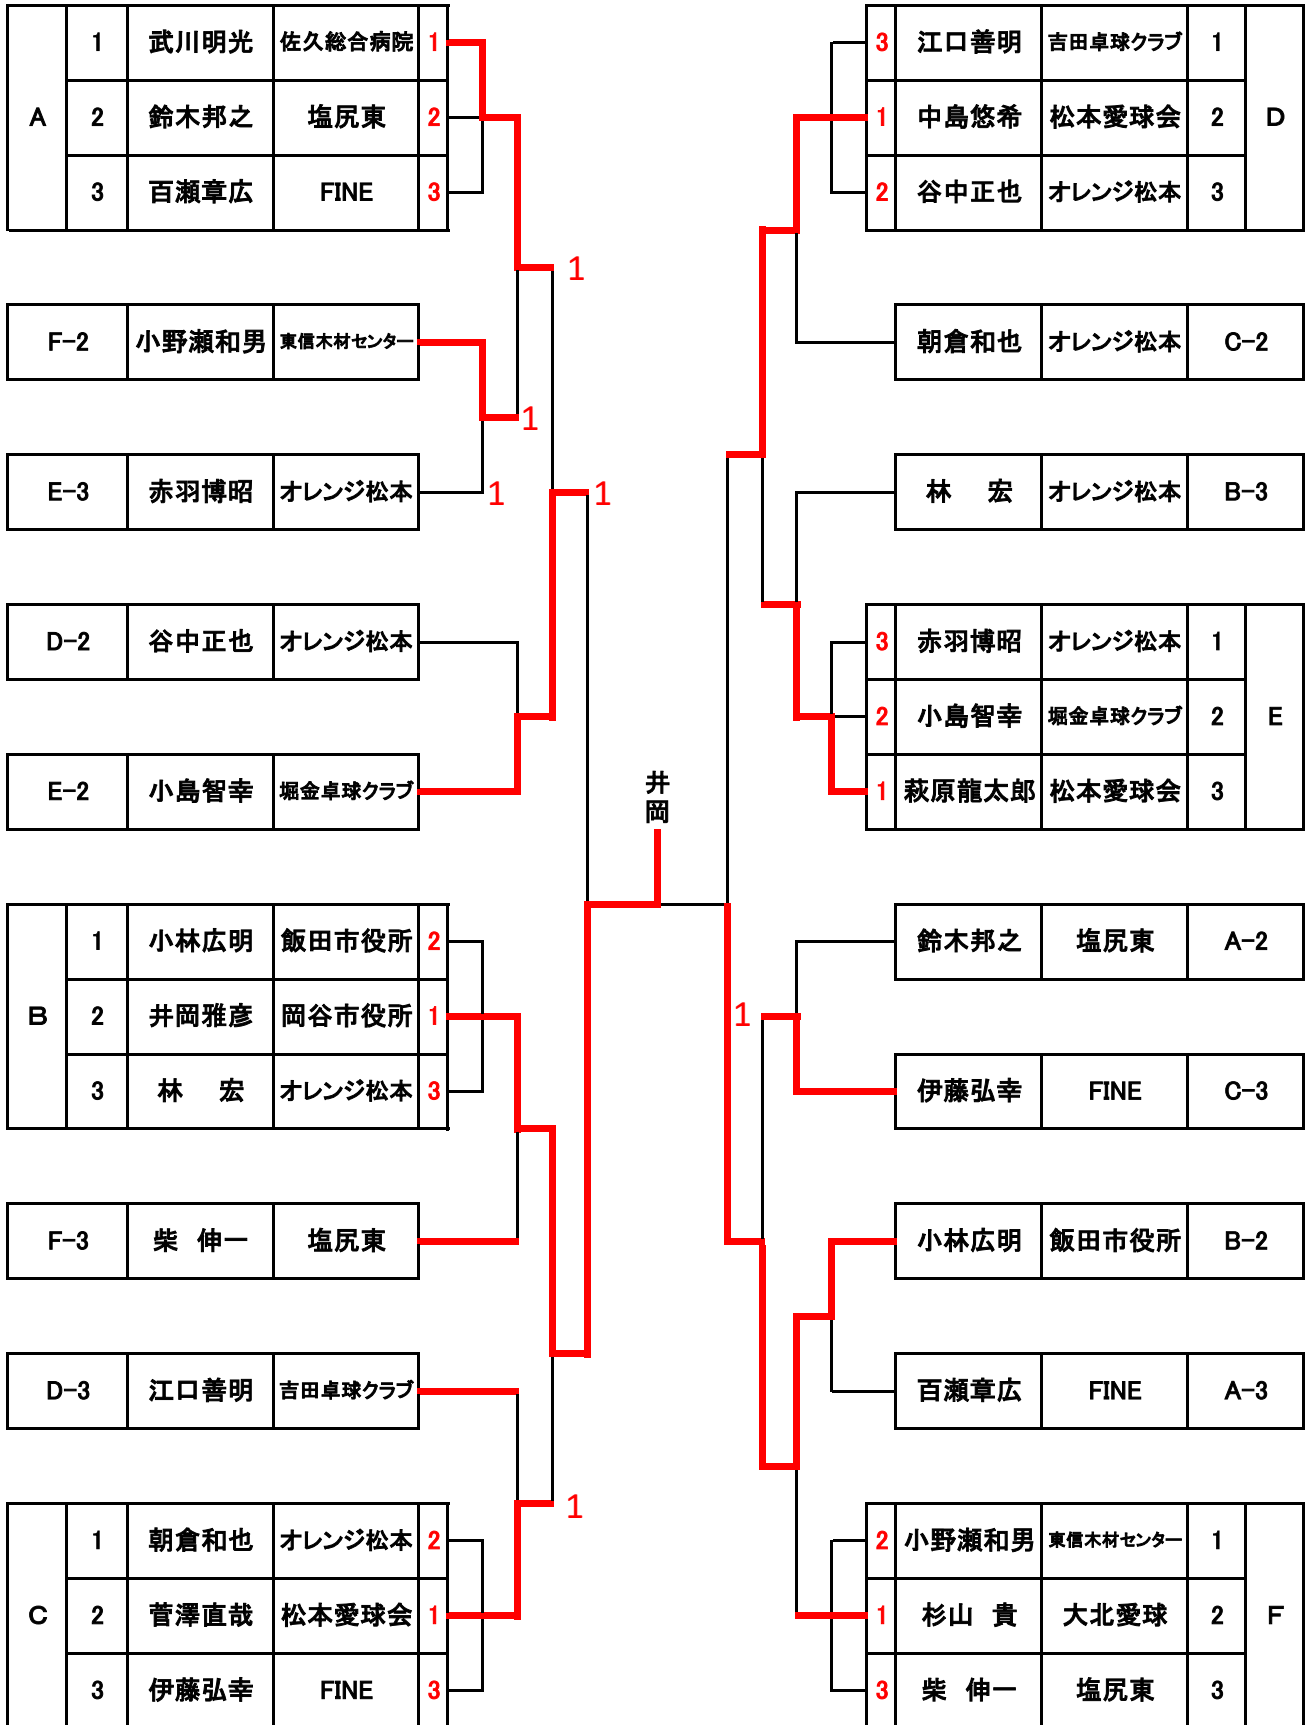 A
1 武川明光 佐久総合病院 1
2 鈴木邦之 塩尻東 2
3 百瀬章広 FINE 3
1
F-2 小野瀬和男 東信木材センター
1
E-3 赤羽博昭 オレンジ松本
1
1
D-2 谷中正也 オレンジ松本
E-2 小島智幸 堀金卓球クラブ
B
1 小林広明 飯田市役所 2
2 井岡雅彦 岡谷市役所 1
3 林 宏 オレンジ松本 3
F-3 柴 伸一 塩尻東
D-3 江口善明 吉田卓球クラブ
1
C
1 朝倉和也 オレンジ松本 2
2 菅澤直哉 松本愛球会 1
3 伊藤弘幸 FINE 3
井岡
3 江口善明 吉田卓球クラブ 1
1 中島悠希 松本愛球会 2
2 谷中正也 オレンジ松本 3
D
朝倉和也 オレンジ松本 C-2
林 宏 オレンジ松本 B-3
3 赤羽博昭 オレンジ松本 1
2 小島智幸 堀金卓球クラブ 2
1 萩原龍太郎 松本愛球会 3
E
鈴木邦之 塩尻東 A-2
1
伊藤弘幸 FINE C-3
小林広明 飯田市役所 B-2
百瀬章広 FINE A-3
2 小野瀬和男 東信木材センター 1
1 杉山 貴 大北愛球 2
3 柴 伸一 塩尻東 3
F